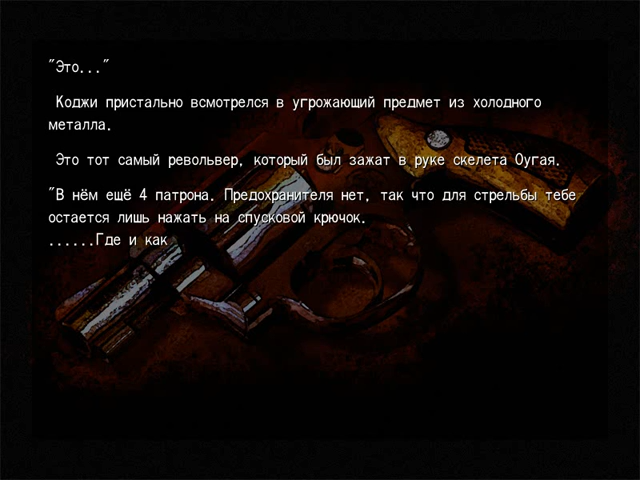 "Это..."
Коджи пристально всмотрелся в угрожающий предмет из холодного
металла.
Это тот самый револьвер, который был зажат в руке скелета Оугая.
"В нём ещё 4 патрона. Предохранителя нет, так что для стрельбы тебе
остается лишь нажать на спусковой крючок.
......Где и как